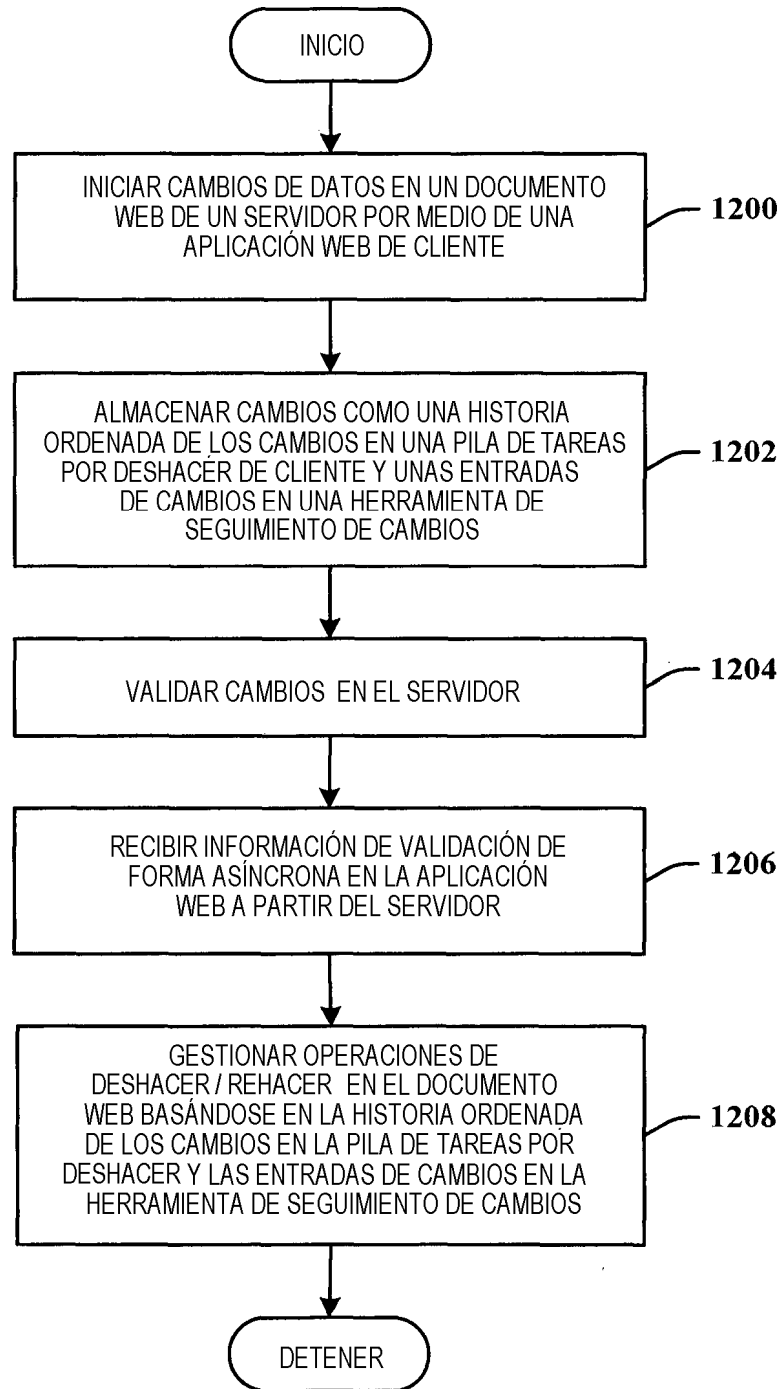 INICIO
INICIAR CAMBIOS DE DATOS EN UN DOCUMENTO
WEB DE UN SERVIDOR POR MEDIO DE UNA
APLICACIÓN WEB DE CLIENTE
1200
ALMACENAR CAMBIOS COMO UNA HISTORIA
ORDENADA DE LOS CAMBIOS EN UNA PILA DE TAREAS
POR DESHACER DE CLIENTE Y UNAS ENTRADAS
DE CAMBIOS EN UNA HERRAMIENTA DE
SEGUIMIENTO DE CAMBIOS
1202
VALIDAR CAMBIOS EN EL SERVIDOR
1204
RECIBIR INFORMACIÓN DE VALIDACIÓN DE
FORMA ASÍNCRONA EN LA APLICACIÓN
WEB A PARTIR DEL SERVIDOR
1206
GESTIONAR OPERACIONES DE
DESHACER / REHACER EN EL DOCUMENTO
WEB BASÁNDOSE EN LA HISTORIA ORDENADA
DE LOS CAMBIOS EN LA PILA DE TAREAS POR
DESHACER Y LAS ENTRADAS DE CAMBIOS EN LA
HERRAMIENTA DE SEGUIMIENTO DE CAMBIOS
1208
DETENER